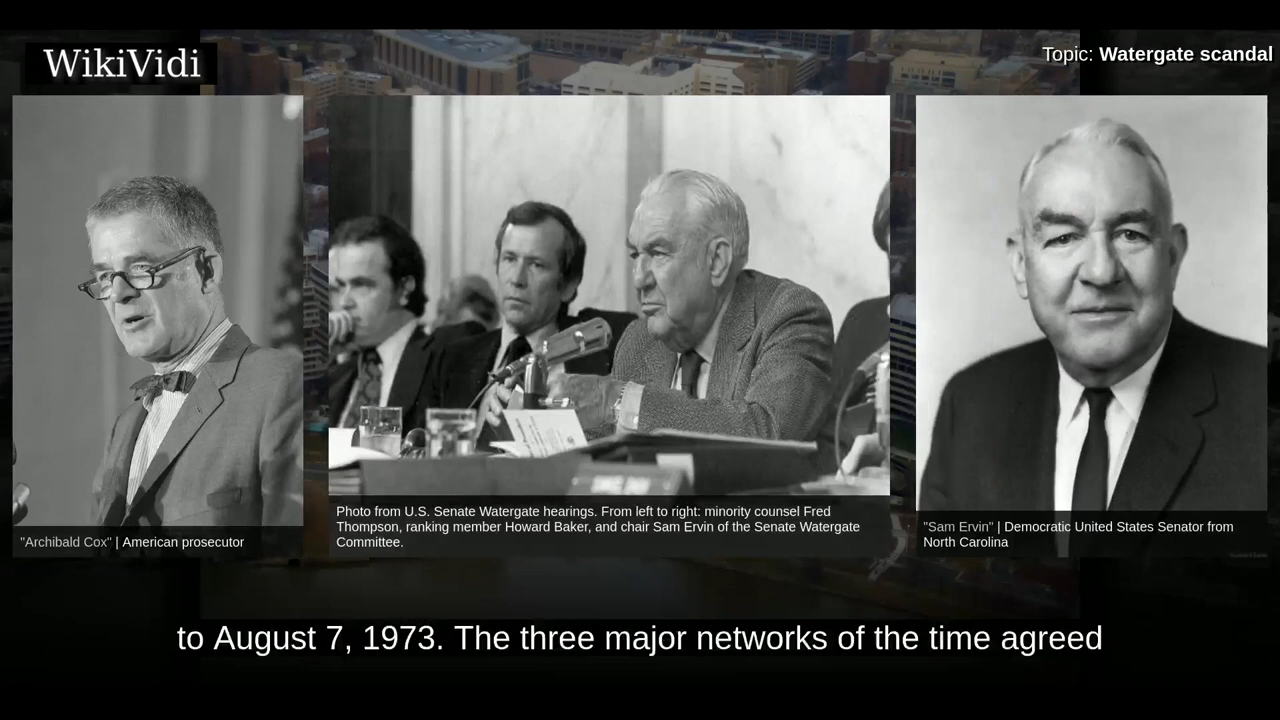 WikiVidi
Topic: Watergate scandal
"Archibald Cox" | American prosecutor
Photo from U.S. Senate Watergate hearings. From left to right: minority counsel Fred
Thompson, ranking member Howard Baker, and chair Sam Ervin of the Senate Watergate
Committee.
"Sam Ervin" | Democratic United States Senator from
North Carolina
to August 7, 1973. The three major networks of the time agreed